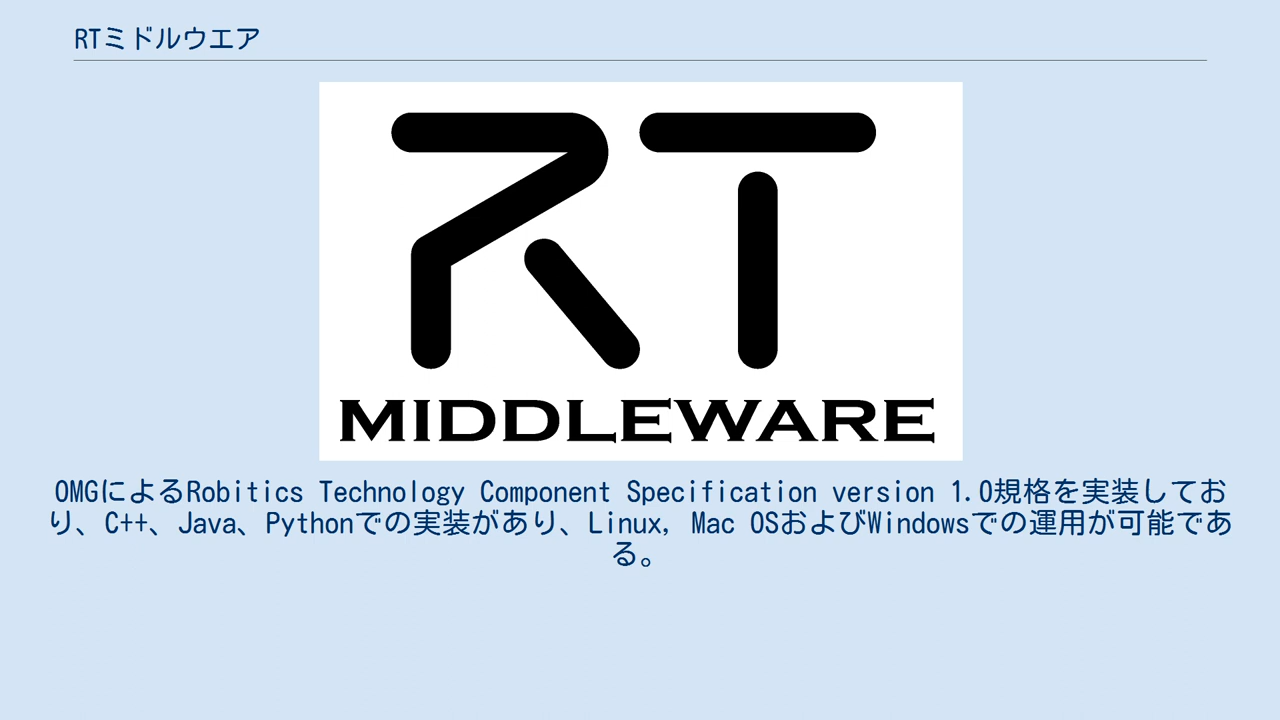 RTミドルウエア
RT
MIDDLEWARE
OMGによるRobitics Technology Component Specification version 1.0規格を実装してお
り、C++、Java、Pythonでの実装があり、Linux, Mac OSおよびWindowsでの運用が可能であ
る。